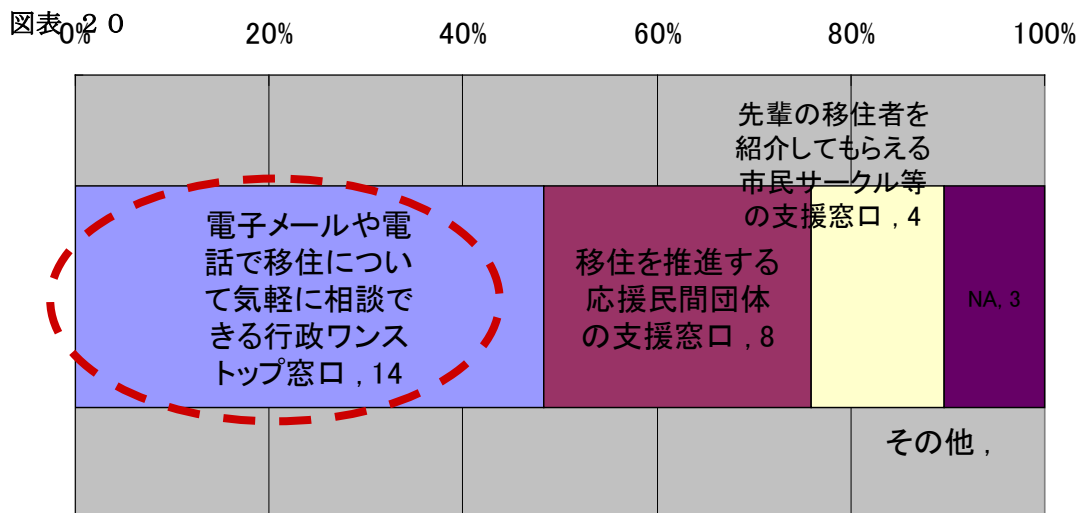 図表 20
0% 20% 40% 60% 80% 100%
電子メールや電
話で移住につい
て気軽に相談で
きる行政ワンス
トップ窓口 , 14
移住を推進する
応援民間団体
の支援窓口 , 8
先輩の移住者を
紹介してもらえる
市民サークル等
の支援窓口 , 4
NA, 3
その他 ,